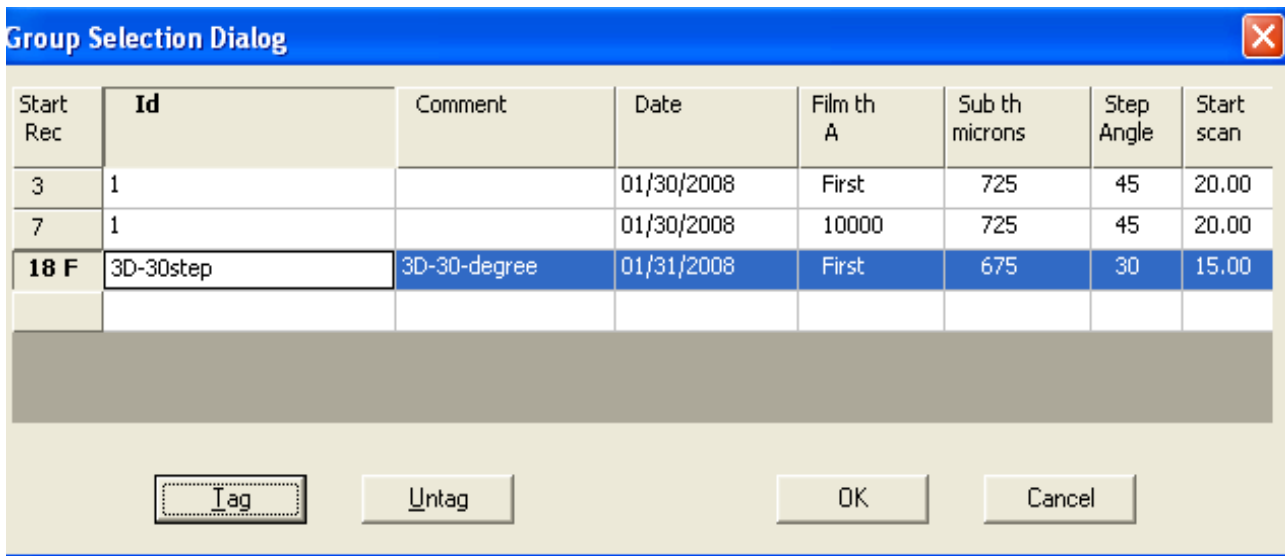 Group Selection Dialog
Start Rec Id Comment Date Film th A Sub th microns Step Angle Start scan
3 1 01/30/2008 First 725 45 20.00
7 1 01/30/2008 10000 725 45 20.00
18 F 3D-30step 3D-30-degree 01/31/2008 First 675 30 15.00
Tag Untag OK Cancel